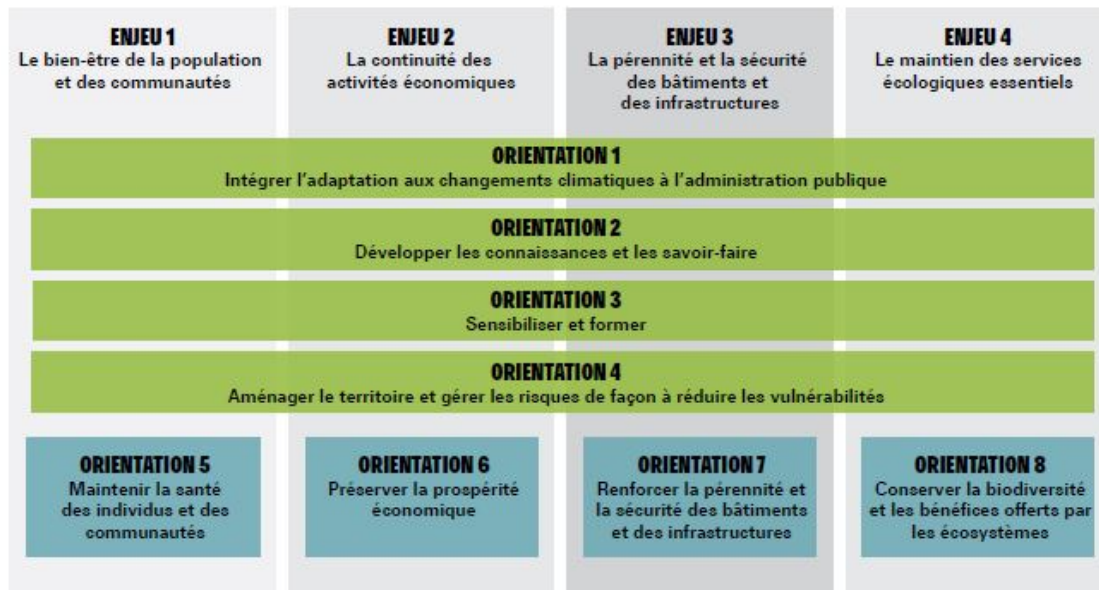 ENJEU 1
Le bien-être de la population
et des communautés
ENJEU 2
La continuité des
activités économiques
ENJEU 3
La pérennité et la sécurité
des bâtiments et
des infrastructures
ENJEU 4
Le maintien des services
écologiques essentiels
ORIENTATION 1
Intégrer l'adaptation aux changements climatiques à l'administration publique
ORIENTATION 2
Développer les connaissances et les savoir-faire
ORIENTATION 3
Sensibiliser et former
ORIENTATION 4
Aménager le territoire et gérer les risques de façon à réduire les vulnérabilités
ORIENTATION 5
Maintenir la santé
des individus et des
communautés
ORIENTATION 6
Préserver la prospérité
économique
ORIENTATION 7
Renforcer la pérennité et
la sécurité des bâtiments
et des infrastructures
ORIENTATION 8
Conserver la biodiversité
et les bénéfices offerts par
les écosystèmes